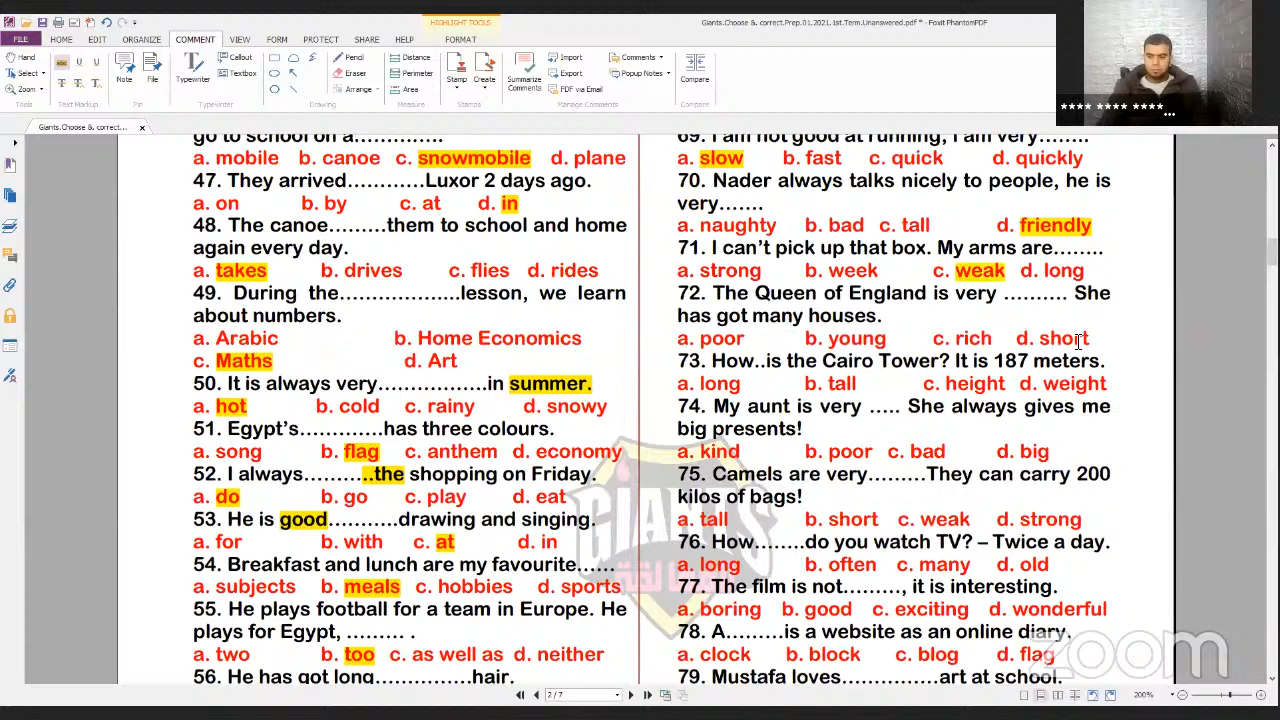 HIGHLIGHT TOOLS
Giants.Choose &. correct.Prep.01.2021. Ist.Term.Unanswered.pdf * - Foxit PhantomPDF
FILE HOME EDIT ORGANIZE COMMENT VIEW FORM PROTECT SHARE HELP FORMAT
Hand
Select
Zoom
Tools
Text Markup
Note
File
Pin
Typewriter
Callout
Textbox
Typewriter
Pencil
Eraser
Arrange
Drawing
Distance
Perimeter
Area
Measure
Stamp
Create
Stamps
Summarize Comments
Import
Export
FDF via Email
Comments
Popup Notes
Manage Comments
Compare
Compare
**** **** ****...
Giants.Choose &. correct....
go to school on a…………….
a. mobile b. canoe c. snowmobile d. plane
47. They arrived…………Luxor 2 days ago.
a. on b. by c. at d. in
48. The canoe………them to school and home
again every day.
a. takes b. drives c. flies d. rides
49. During the………………..lesson, we learn
about numbers.
a. Arabic b. Home Economics
c. Maths d. Art
50. It is always very…………….in summer.
a. hot b. cold c. rainy d. snowy
51. Egypt’s…………has three colours.
a. song b. flag c. anthem d. economy
52. I always………..the shopping on Friday.
a. do b. go c. play d. eat
53. He is good………..drawing and singing.
a. for b. with c. at d. in
54. Breakfast and lunch are my favourite……
a. subjects b. meals c. hobbies d. sports
55. He plays football for a team in Europe. He
plays for Egypt, ……… .
a. two b. too c. as well as d. neither
56. He has got long……………hair.
69. I am not good at running, I am very……..
a. slow b. fast c. quick d. quickly
70. Nader always talks nicely to people, he is
very…….
a. naughty b. bad c. tall d. friendly
71. I can’t pick up that box. My arms are……..
a. strong b. week c. weak d. long
72. The Queen of England is very ………. She
has got many houses.
a. poor b. young c. rich d. short
73. How..is the Cairo Tower? It is 187 meters.
a. long b. tall c. height d. weight
74. My aunt is very ….. She always gives me
big presents!
a. kind b. poor c. bad d. big
75. Camels are very………They can carry 200
kilos of bags!
a. tall b. short c. weak d. strong
76. How……..do you watch TV? – Twice a day.
a. long b. often c. many d. old
77. The film is not………, it is interesting.
a. boring b. good c. exciting d. wonderful
78. A………is a website as an online diary.
a. clock b. block c. blog d. flag
79. Mustafa loves……………art at school.
GIANTS
zoom
2 / 7
200%